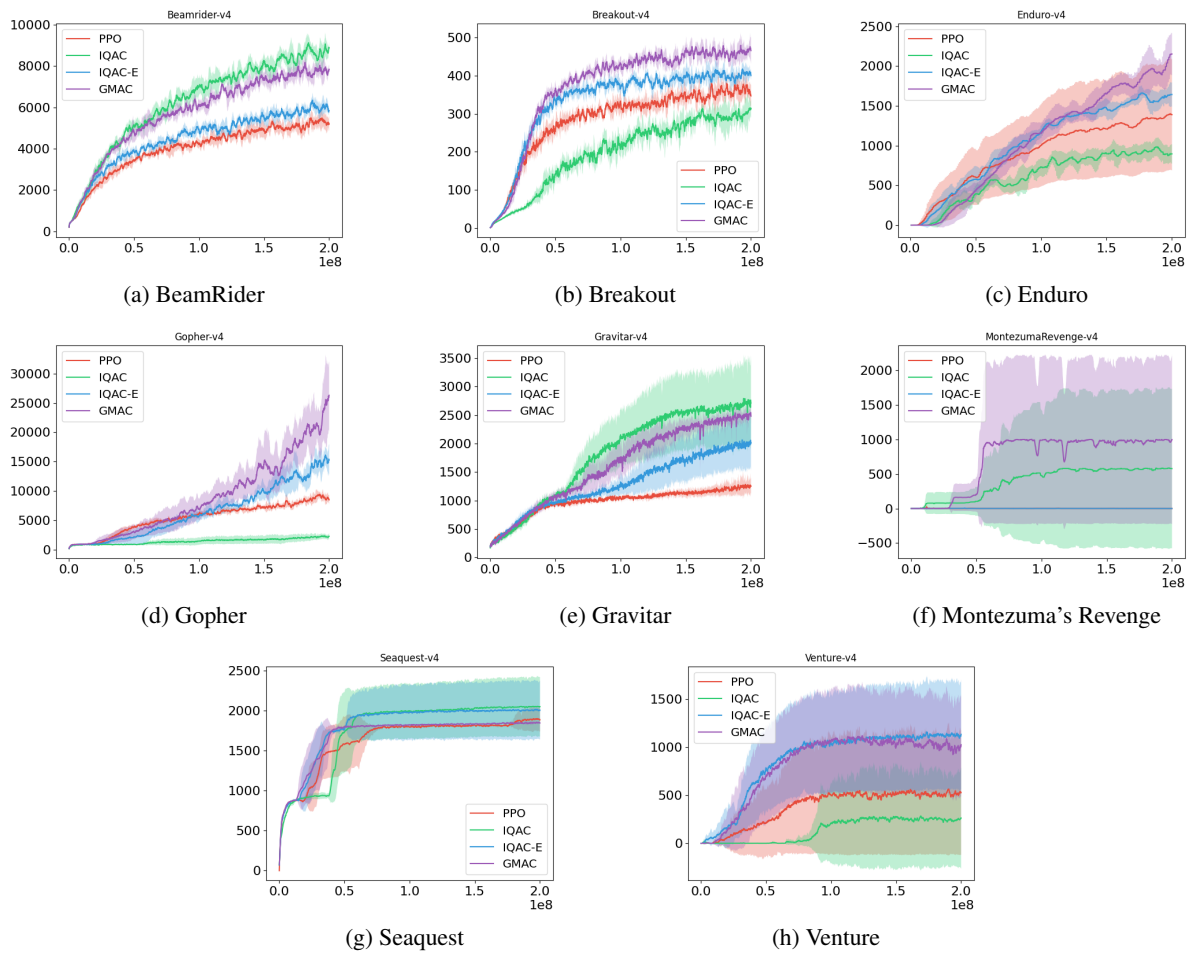 Beamrider-v4
10000
8000
6000
4000
2000
0
PPO
IQAC
IQAC-E
GMAC
0.0 0.5 1.0 1.5 2.0
1e8
(a) BeamRider
Breakout-v4
500
400
300
200
100
0
PPO
IQAC
IQAC-E
GMAC
0.0 0.5 1.0 1.5 2.0
1e8
(b) Breakout
Enduro-v4
2500
2000
1500
1000
500
0
PPO
IQAC
IQAC-E
GMAC
0.0 0.5 1.0 1.5 2.0
1e8
(c) Enduro
Gopher-v4
30000
25000
20000
15000
10000
5000
0
PPO
IQAC
IQAC-E
GMAC
0.0 0.5 1.0 1.5 2.0
1e8
(d) Gopher
Gravitar-v4
3500
3000
2500
2000
1500
1000
500
0
PPO
IQAC
IQAC-E
GMAC
0.0 0.5 1.0 1.5 2.0
1e8
(e) Gravitar
MontezumaRevenge-v4
2000
1500
1000
500
0
−500
PPO
IQAC
IQAC-E
GMAC
0.0 0.5 1.0 1.5 2.0
1e8
(f) Montezuma's Revenge
Seaquest-v4
2500
2000
1500
1000
500
0
PPO
IQAC
IQAC-E
GMAC
0.0 0.5 1.0 1.5 2.0
1e8
(g) Seaquest
Venture-v4
1500
1000
500
0
PPO
IQAC
IQAC-E
GMAC
0.0 0.5 1.0 1.5 2.0
1e8
(h) Venture